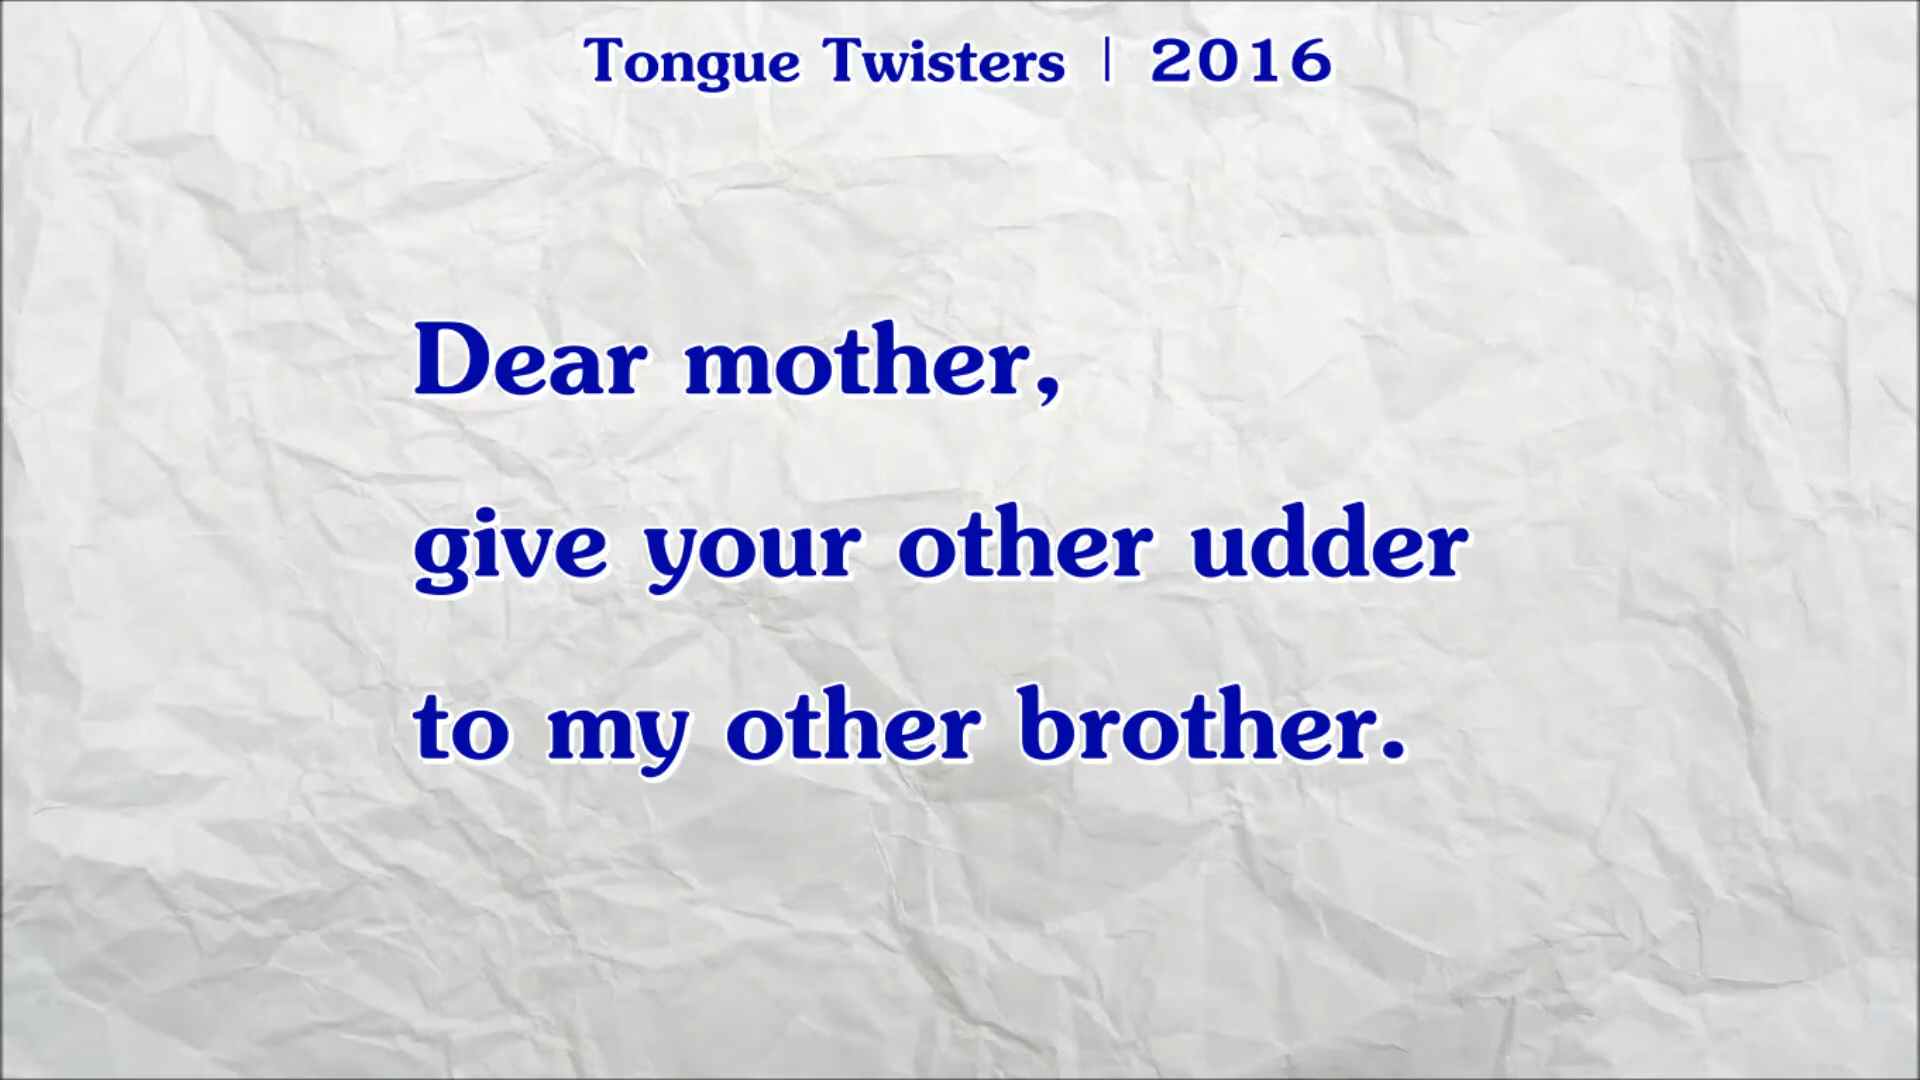 Tongue Twisters | 2016
Dear mother,
give your other udder
to my other brother.